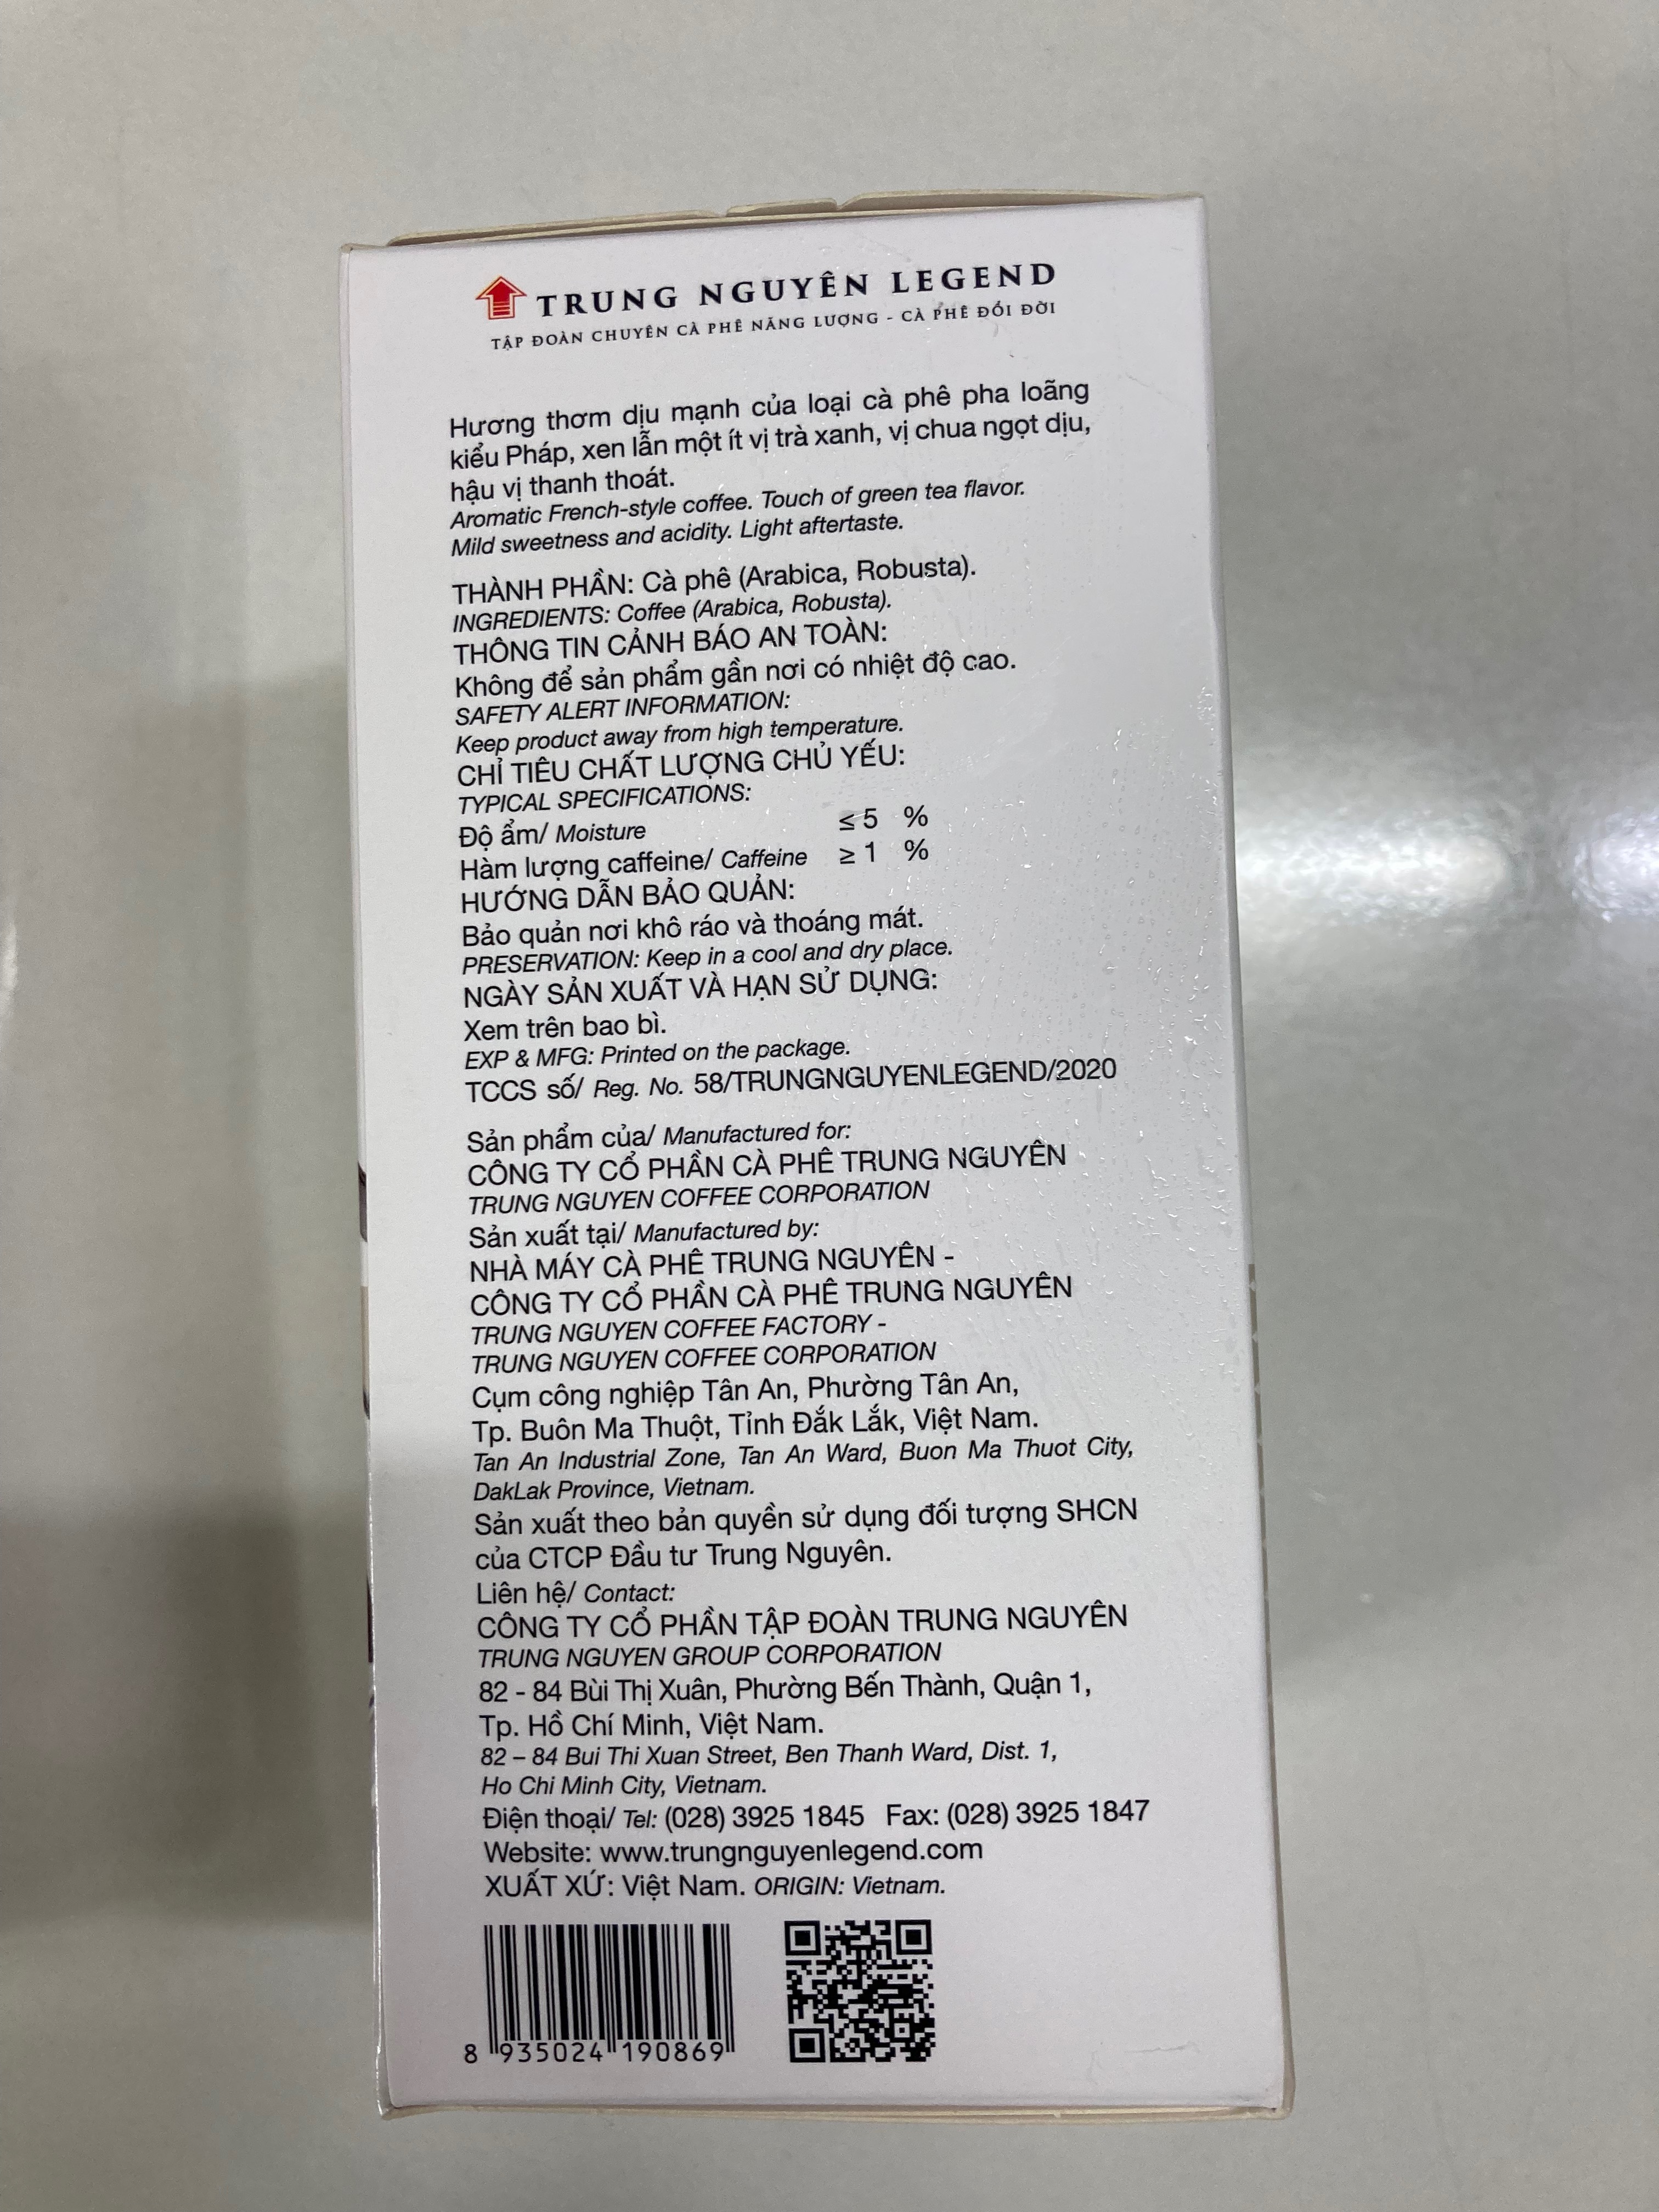 TRUNG NGUYÊN LEGEND
TẬP ĐOÀN CHUYÊN CÀ PHÊ NĂNG LƯỢNG - CÀ PHÊ ĐỔI ĐỜI
Hương thơm dịu mạnh của loại cà phê pha loãng
kiểu Pháp, xen lẫn một ít vị trà xanh, vị chua ngọt dịu,
hậu vị thanh thoát.
Aromatic French-style coffee. Touch of green tea flavor.
Mild sweetness and acidity. Light aftertaste.
THÀNH PHẦN: Cà phê (Arabica, Robusta).
INGREDIENTS: Coffee (Arabica, Robusta).
THÔNG TIN CẢNH BÁO AN TOÀN:
Không để sản phẩm gần nơi có nhiệt độ cao.
SAFETY ALERT INFORMATION:
Keep product away from high temperature.
CHỈ TIÊU CHẤT LƯỢNG CHỦ YẾU:
TYPICAL SPECIFICATIONS:
Độ ẩm/ Moisture ≤ 5 %
Hàm lượng caffeine/ Caffeine ≥ 1 %
HƯỚNG DẪN BẢO QUẢN:
Bảo quản nơi khô ráo và thoáng mát.
PRESERVATION: Keep in a cool and dry place.
NGÀY SẢN XUẤT VÀ HẠN SỬ DỤNG:
Xem trên bao bì.
EXP & MFG: Printed on the package.
TCCS số/ Reg. No. 58/TRUNGNGUYENLEGEND/2020
Sản phẩm của/ Manufactured for:
CÔNG TY CỔ PHẦN CÀ PHÊ TRUNG NGUYÊN
TRUNG NGUYEN COFFEE CORPORATION
Sản xuất tại/ Manufactured by:
NHÀ MÁY CÀ PHÊ TRUNG NGUYÊN -
CÔNG TY CỔ PHẦN CÀ PHÊ TRUNG NGUYÊN
TRUNG NGUYEN COFFEE FACTORY -
TRUNG NGUYEN COFFEE CORPORATION
Cụm công nghiệp Tân An, Phường Tân An,
Tp. Buôn Ma Thuột, Tỉnh Đắk Lắk, Việt Nam.
Tan An Industrial Zone, Tan An Ward, Buon Ma Thuot City,
DakLak Province, Vietnam.
Sản xuất theo bản quyền sử dụng đối tượng SHCN
của CTCP Đầu tư Trung Nguyên.
Liên hệ/ Contact:
CÔNG TY CỔ PHẦN TẬP ĐOÀN TRUNG NGUYÊN
TRUNG NGUYEN GROUP CORPORATION
82 - 84 Bùi Thị Xuân, Phường Bến Thành, Quận 1,
Tp. Hồ Chí Minh, Việt Nam.
82 – 84 Bui Thi Xuan Street, Ben Thanh Ward, Dist. 1,
Ho Chi Minh City, Vietnam.
Điện thoại/ Tel: (028) 3925 1845 Fax: (028) 3925 1847
Website: www.trungnguyenlegend.com
XUẤT XỨ: Việt Nam. ORIGIN: Vietnam.
8 935024 190869